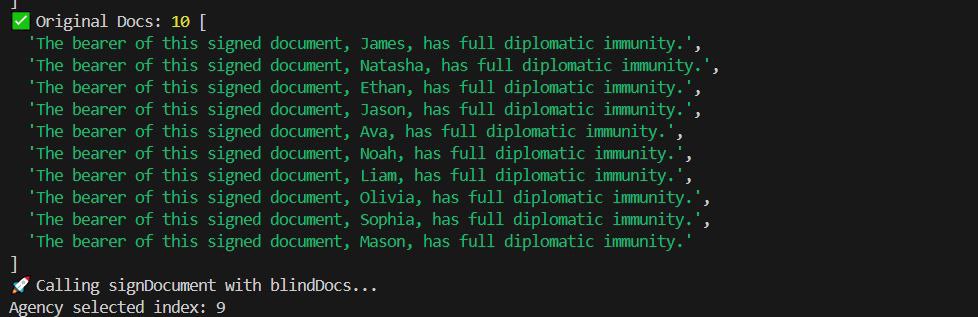 ]
✅ Original Docs: 10 [
'The bearer of this signed document, James, has full diplomatic immunity.',
'The bearer of this signed document, Natasha, has full diplomatic immunity.',
'The bearer of this signed document, Ethan, has full diplomatic immunity.',
'The bearer of this signed document, Jason, has full diplomatic immunity.',
'The bearer of this signed document, Ava, has full diplomatic immunity.',
'The bearer of this signed document, Noah, has full diplomatic immunity.',
'The bearer of this signed document, Liam, has full diplomatic immunity.',
'The bearer of this signed document, Olivia, has full diplomatic immunity.',
'The bearer of this signed document, Sophia, has full diplomatic immunity.',
'The bearer of this signed document, Mason, has full diplomatic immunity.'
]
🚀 Calling signDocument with blindDocs...
Agency selected index: 9